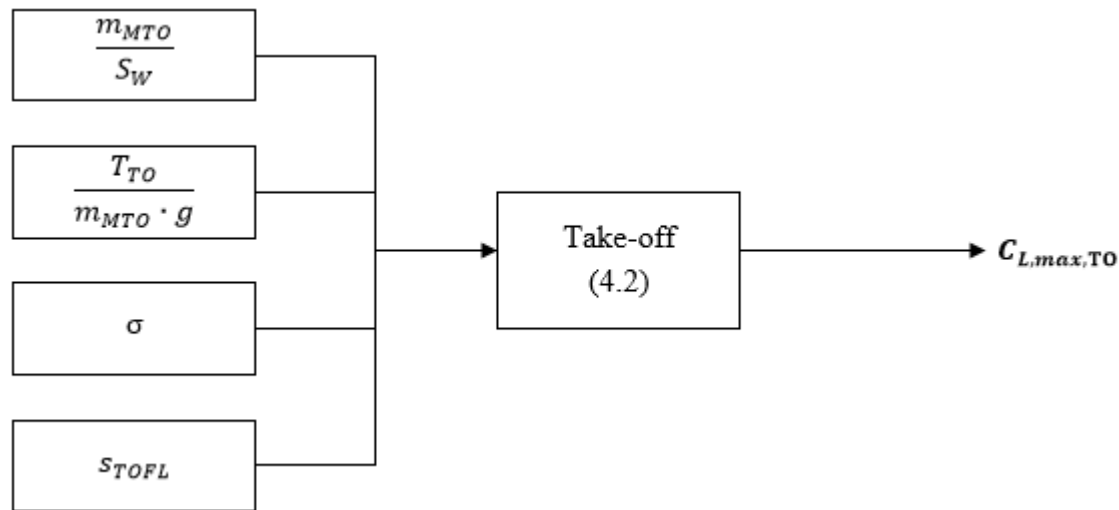 m_MTO
S_W
T_TO
m_MTO · g
σ
s_TOFL
Take-off
(4.2)
C_L,max,TO